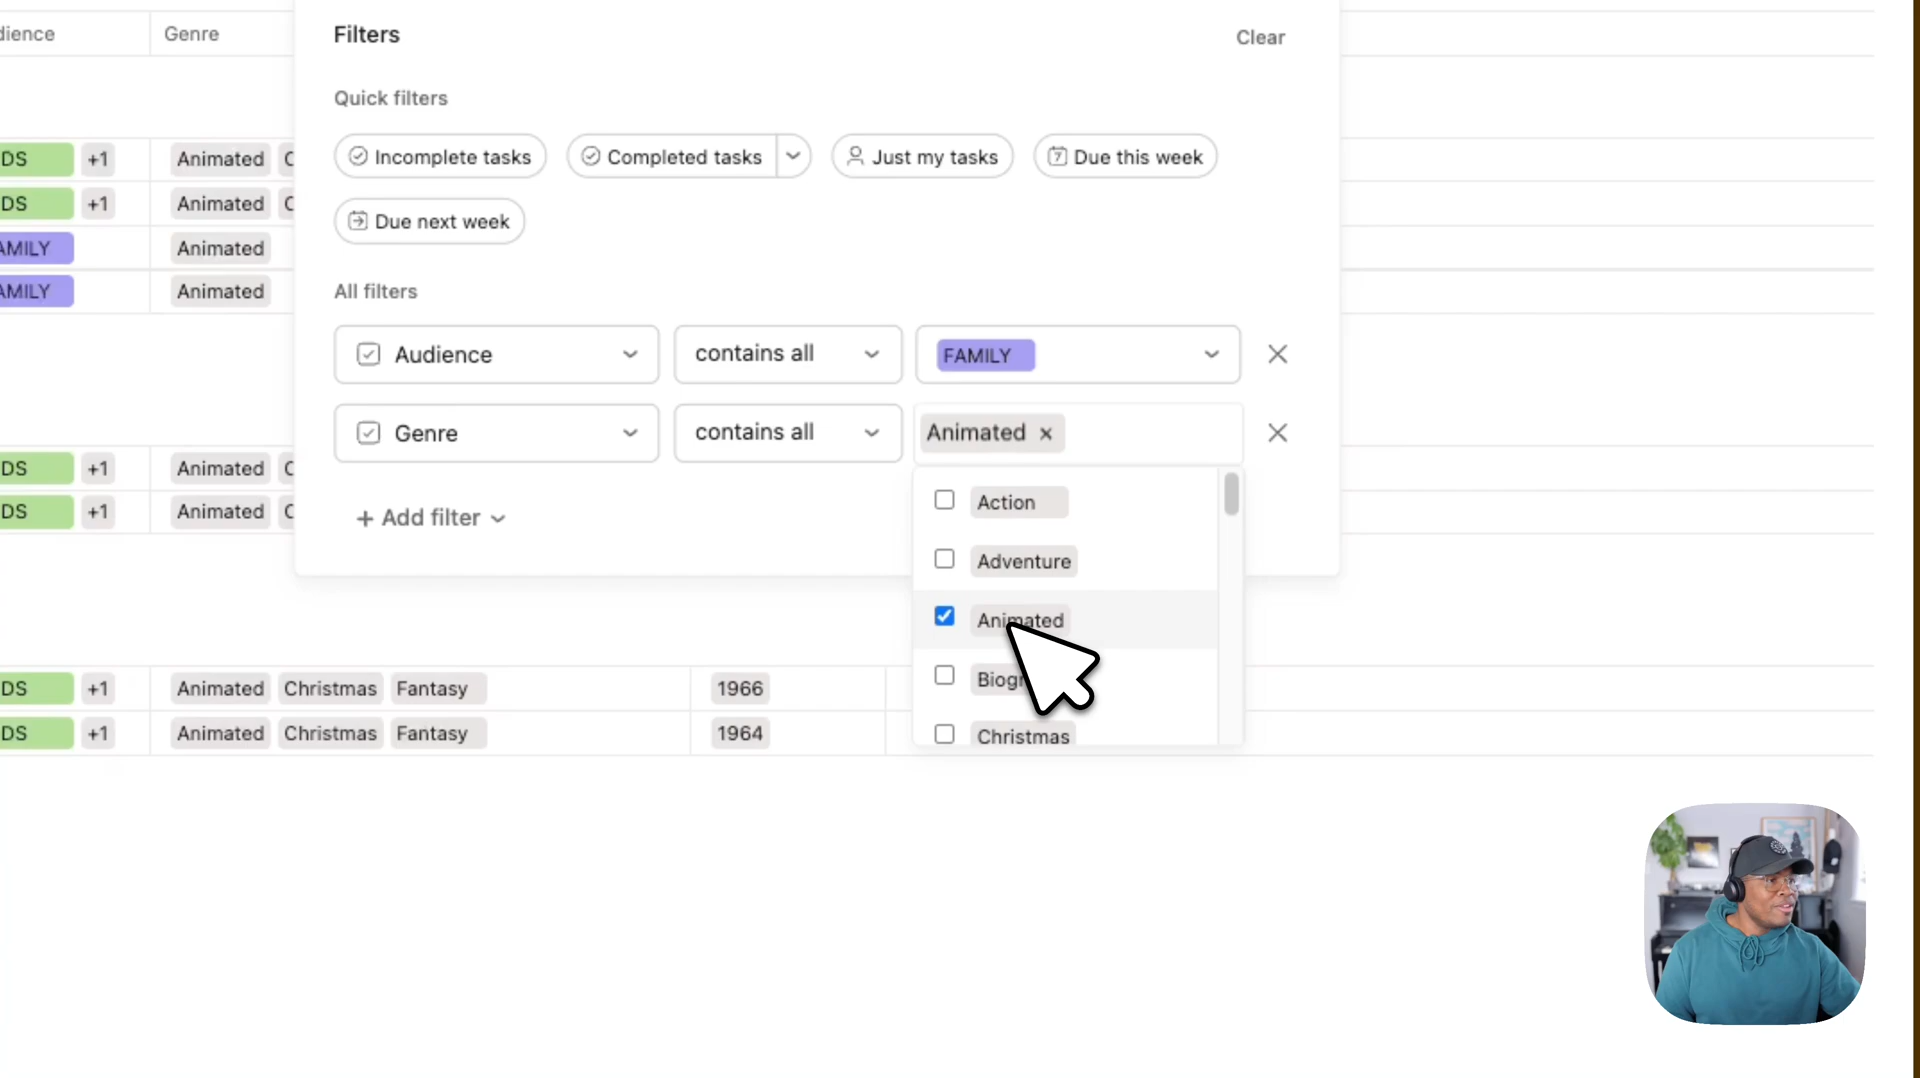 dience Genre
Filters Clear
Quick filters
Incomplete tasks Completed tasks Just my tasks 7 Due this week
Due next week
All filters
Audience contains all FAMILY
Genre contains all Animated ×
+ Add filter
Action
Adventure
Animated
Biogr
Christmas
DS +1 Animated C
DS +1 Animated C
AMILY Animated
AMILY Animated
DS +1 Animated C
DS +1 Animated C
DS +1 Animated Christmas Fantasy 1966
DS +1 Animated Christmas Fantasy 1964